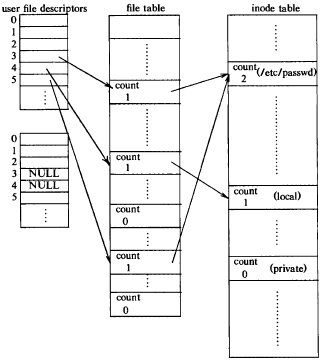 user file descriptors
file table
inode table
0
1
2
3
4
5
0
1
2
3 NULL
4 NULL
5
count
1
count
1
count
0
count
1
count
0
count
2 (/etc/passwd)
count
1 (local)
count
0 (private)